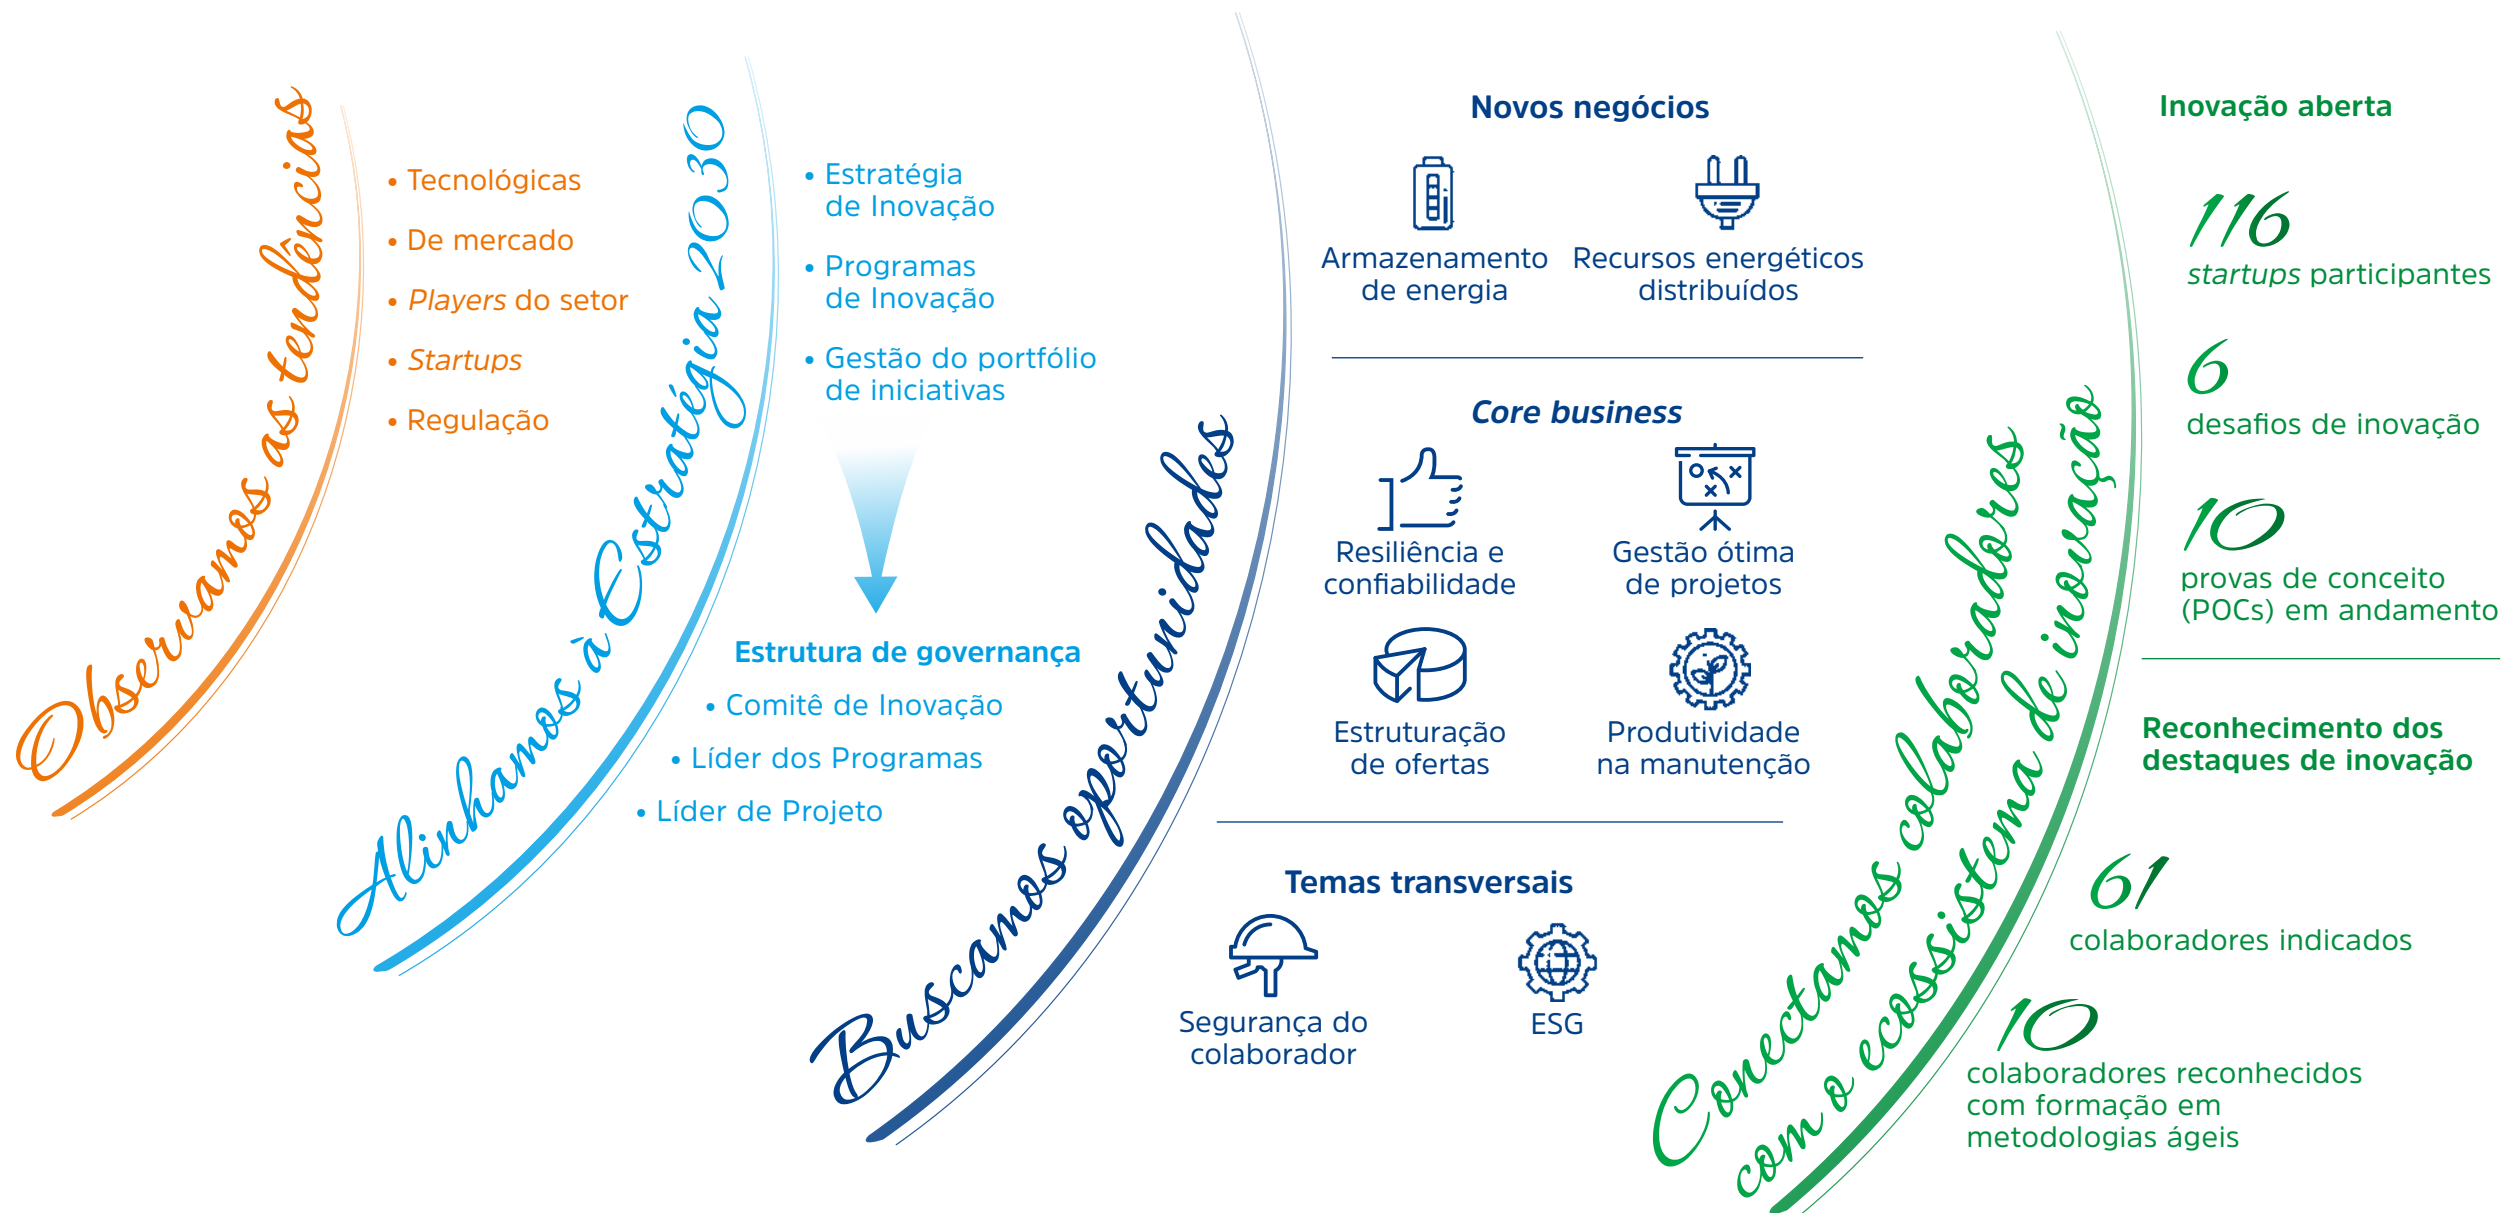 Observamos as tendências
• Tecnológicas
• De mercado
• Players do setor
• Startups
• Regulação
Alinhamos à Estratégia 2030
• Estratégia
de Inovação
• Programas
de Inovação
• Gestão do portfólio
de iniciativas
Estrutura de governança
• Comitê de Inovação
• Líder dos Programas
• Líder de Projeto
Buscamos oportunidades
Novos negócios
Armazenamento
de energia
Recursos energéticos
distribuídos
Core business
Resiliência e
confiabilidade
Gestão ótima
de projetos
Estruturação
de ofertas
Produtividade
na manutenção
Temas transversais
Segurança do
colaborador
ESG
Conectamos colaboradores
com o ecossistema de inovação
Inovação aberta
116
startups participantes
6
desafios de inovação
10
provas de conceito
(POCs) em andamento
Reconhecimento dos
destaques de inovação
61
colaboradores indicados
10
colaboradores reconhecidos
com formação em
metodologias ágeis